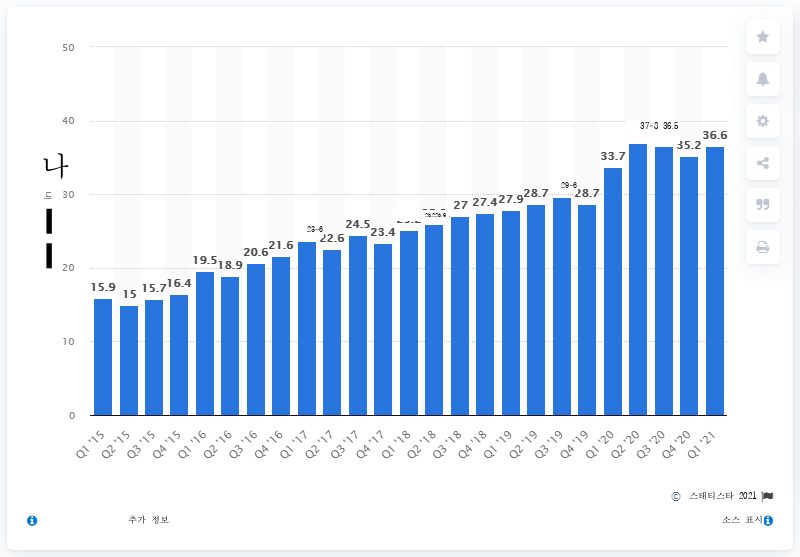 50
40
30
20
10
0
나
15.9
15
15.7
16.4
19.5
18.9
20.6
21.6
23-6
22.6
24.5
23.4
27
27.4
27.9
28.7
29-6
28.7
33.7
36.5
35.2
36.6
Q1 '15
Q2 '15
Q3 '15
Q4 '15
Q1 '16
Q2 '16
Q3 '16
Q4 '16
Q1 '17
Q2 '17
Q3 '17
Q4 '17
Q1 '18
Q2 '18
Q3 '18
Q4 '18
Q1 '19
Q2 '19
Q3 '19
Q4 '19
Q1 '20
Q2 '20
Q3 '20
Q4 '20
Q1 '21
© 스태티스타 2021
추가 정보
소스 표시